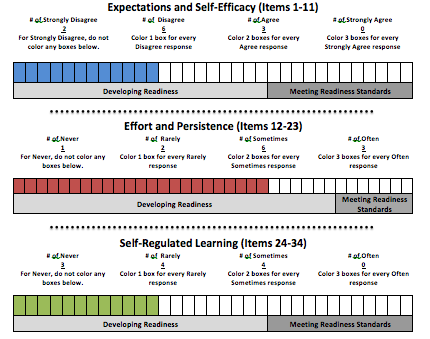 Expectations and Self-Efficacy (Items 1-11)
# of Strongly Disagree # of Disagree # of Agree # of Strongly Agree
2 6 3 0
For Strongly Disagree, do not Color 1 box for every Color 2 boxes for every Color 3 boxes for every
color any boxes below. Disagree response Agree response Strongly Agree response
Developing Readiness Meeting Readiness Standards
Effort and Persistence (Items 12-23)
# of Never # of Rarely # of Sometimes # of Often
1 2 6 3
For Never, do not color any Color 1 box for every Rarely Color 2 boxes for every Color 3 boxes for every Often
boxes below. response Sometimes response response
Developing Readiness Meeting Readiness
Standards
Self-Regulated Learning (Items 24-34)
# of Never # of Rarely # of Sometimes # of Often
3 4 4 0
For Never, do not color any Color 1 box for every Rarely Color 2 boxes for every Color 3 boxes for every Often
boxes below. response Sometimes response response
Developing Readiness Meeting Readiness Standards